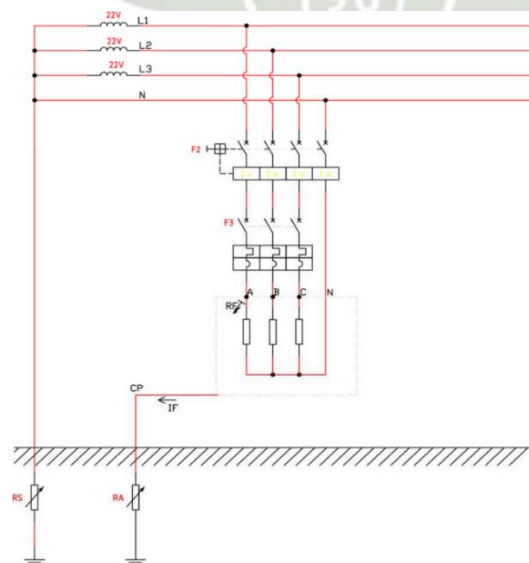 22V L1
22V L2
22V L3
N
F2
I> I> I> I>
F3
A B C N
RF
CP
IF
RS RA